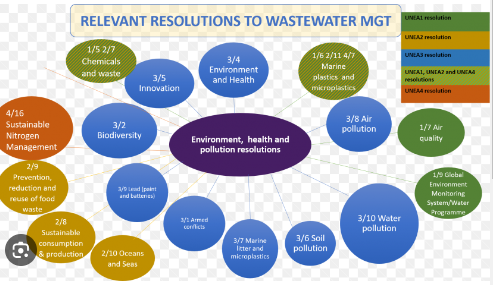 RELEVANT RESOLUTIONS TO WASTEWATER MGT
UNEA1 resolution
UNEA2 resolution
UNEA3 resolution
UNEA1, UNEA2 and UNEA4
resolutions
UNEA4 resolution
1/5 2/7
Chemicals
and waste
3/5
Innovation
3/4
Environment
and Health
1/6 2/11 4/7
Marine
plastics and
microplastics
3/8 Air
pollution
1/7 Air
quality
4/16
Sustainable
Nitrogen
Management
3/2
Biodiversity
Environment, health and
pollution resolutions
2/9
Prevention,
reduction and
reuse of food
waste
3/9 Lead (paint
and batteries)
1/9 Global
Environment
Monitoring
System/Water
Programme
2/8
Sustainable
consumption
& production
2/10 Oceans
and Seas
3/1 Armed
conflicts
3/7 Marine
litter and
microplastics
3/6 Soil
pollution
3/10 Water
pollution